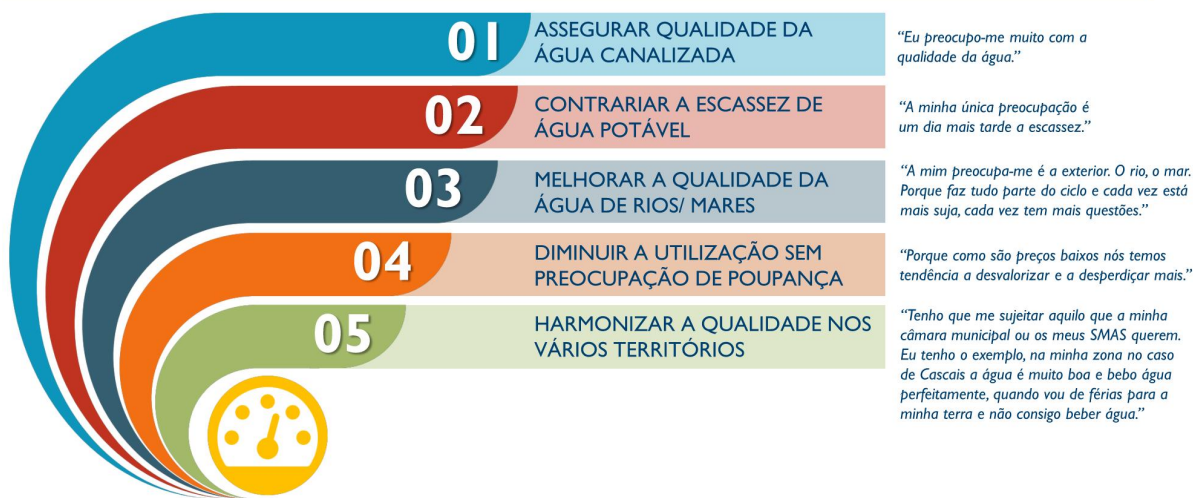 01
ASSEGURAR QUALIDADE DA
ÁGUA CANALIZADA
“Eu preocupo-me muito com a
qualidade da água.”
02
CONTRARIAR A ESCASSEZ DE
ÁGUA POTÁVEL
“A minha única preocupação é
um dia mais tarde a escassez.”
03
MELHORAR A QUALIDADE DA
ÁGUA DE RIOS/ MARES
“A mim preocupa-me é a exterior. O rio, o mar.
Porque faz tudo parte do ciclo e cada vez está
mais suja, cada vez tem mais questões.”
04
DIMINUIR A UTILIZAÇÃO SEM
PREOCUPAÇÃO DE POUPANÇA
“Porque como são preços baixos nós temos
tendência a desvalorizar e a desperdiçar mais.”
05
HARMONIZAR A QUALIDADE NOS
VÁRIOS TERRITÓRIOS
“Tenho que me sujeitar aquilo que a minha
câmara municipal ou os meus SMAS querem.
Eu tenho o exemplo, na minha zona no caso
de Cascais a água é muito boa e bebo água
perfeitamente, quando vou de férias para a
minha terra e não consigo beber água.”